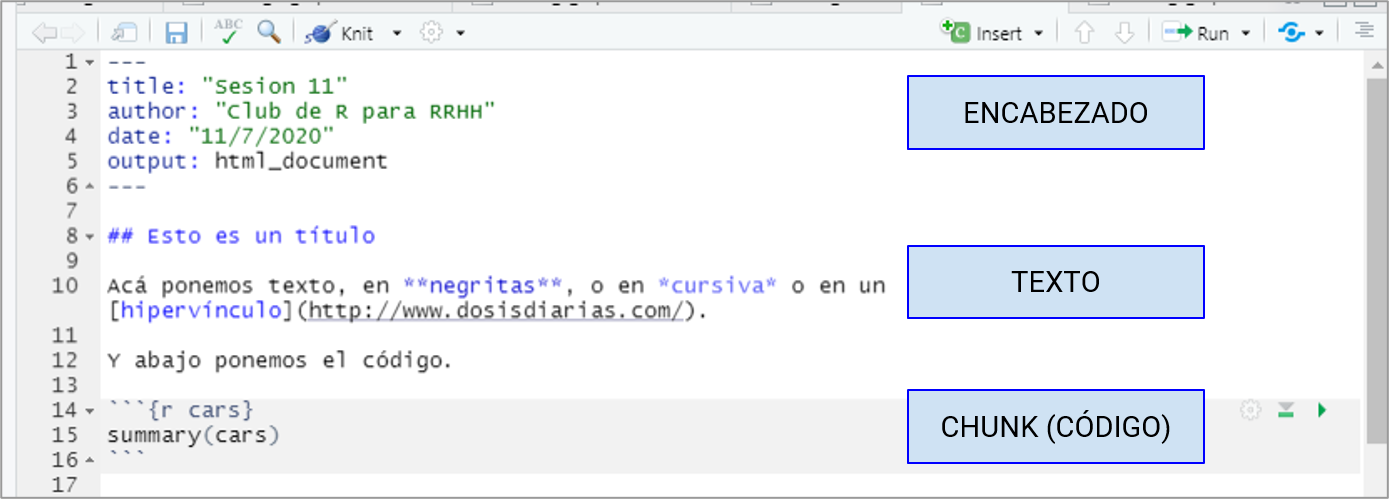 ABC
Knit
Insert
Run
1 ---
2 title: "Sesion 11"
3 author: "Club de R para RRHH"
4 date: "11/7/2020"
5 output: html_document
6 ---
7
8 ## Esto es un título
9
10 Acá ponemos texto, en **negritas**, o en *cursiva* o en un
[hipervínculo](http://www.dosisdiarias.com/).
11
12 Y abajo ponemos el código.
13
14 ```{r cars}
15 summary(cars)
16 ```
17
ENCABEZADO
TEXTO
CHUNK (CÓDIGO)